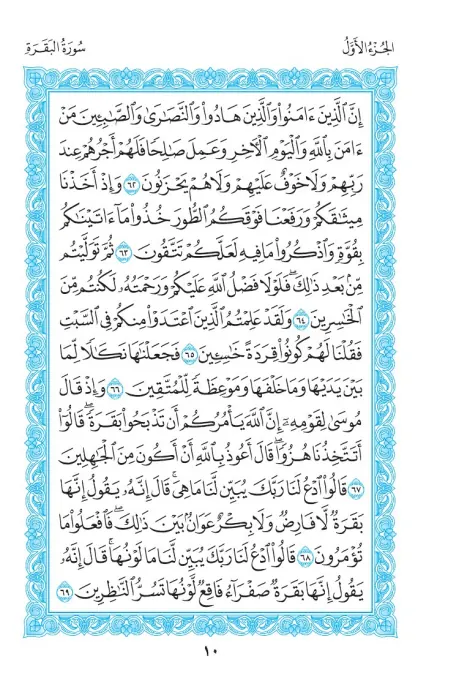 الجُزْءُ الأَوَّلُ
سُورَةُ البَقَرَةِ
إِنَّ ٱلَّذِينَ ءَامَنُوا۟ وَٱلَّذِينَ هَادُوا۟ وَٱلنَّصَٰرَىٰ وَٱلصَّٰبِـِٔينَ مَنْ
ءَامَنَ بِٱللَّهِ وَٱلْيَوْمِ ٱلْـَٔاخِرِ وَعَمِلَ صَٰلِحًا فَلَهُمْ أَجْرُهُمْ عِندَ
رَبِّهِمْ وَلَا خَوْفٌ عَلَيْهِمْ وَلَا هُمْ يَحْزَنُونَ ٦٢ وَإِذْ أَخَذْنَا
مِيثَٰقَكُمْ وَرَفَعْنَا فَوْقَكُمُ ٱلطُّورَ خُذُوا۟ مَآ ءَاتَيْنَٰكُم
بِقُوَّةٍ وَٱذْكُرُوا۟ مَا فِيهِ لَعَلَّكُمْ تَتَّقُونَ ٦٣ ثُمَّ تَوَلَّيْتُم
مِّنۢ بَعْدِ ذَٰلِكَ ۖ فَلَوْلَا فَضْلُ ٱللَّهِ عَلَيْكُمْ وَرَحْمَتُهُۥ لَكُنتُم مِّنَ
ٱلْخَٰسِرِينَ ٦٤ وَلَقَدْ عَلِمْتُمُ ٱلَّذِينَ ٱعْتَدَوْا۟ مِنكُمْ فِى ٱلسَّبْتِ
فَقُلْنَا لَهُمْ كُونُوا۟ قِرَدَةً خَٰسِـِٔينَ ٦٥ فَجَعَلْنَٰهَا نَكَٰلًا لِّمَا
بَيْنَ يَدَيْهَا وَمَا خَلْفَهَا وَمَوْعِظَةً لِّلْمُتَّقِينَ ٦٦ وَإِذْ قَالَ
مُوسَىٰ لِقَوْمِهِۦٓ إِنَّ ٱللَّهَ يَأْمُرُكُمْ أَن تَذْبَحُوا۟ بَقَرَةً ۖ قَالُوٓا۟
أَتَتَّخِذُنَا هُزُوًا ۖ قَالَ أَعُوذُ بِٱللَّهِ أَنْ أَكُونَ مِنَ ٱلْجَٰهِلِينَ
٦٧ قَالُوا۟ ٱدْعُ لَنَا رَبَّكَ يُبَيِّن لَّنَا مَا هِىَ ۚ قَالَ إِنَّهُۥ يَقُولُ إِنَّهَا
بَقَرَةٌ لَّا فَارِضٌ وَلَا بِكْرٌ عَوَانٌۢ بَيْنَ ذَٰلِكَ ۖ فَٱفْعَلُوا۟ مَا
تُؤْمَرُونَ ٦٨ قَالُوا۟ ٱدْعُ لَنَا رَبَّكَ يُبَيِّن لَّنَا مَا لَوْنُهَا ۚ قَالَ إِنَّهُۥ
يَقُولُ إِنَّهَا بَقَرَةٌ صَفْرَآءُ فَاقِعٌ لَّوْنُهَا تَسُرُّ ٱلنَّٰظِرِينَ ٦٩
١٠